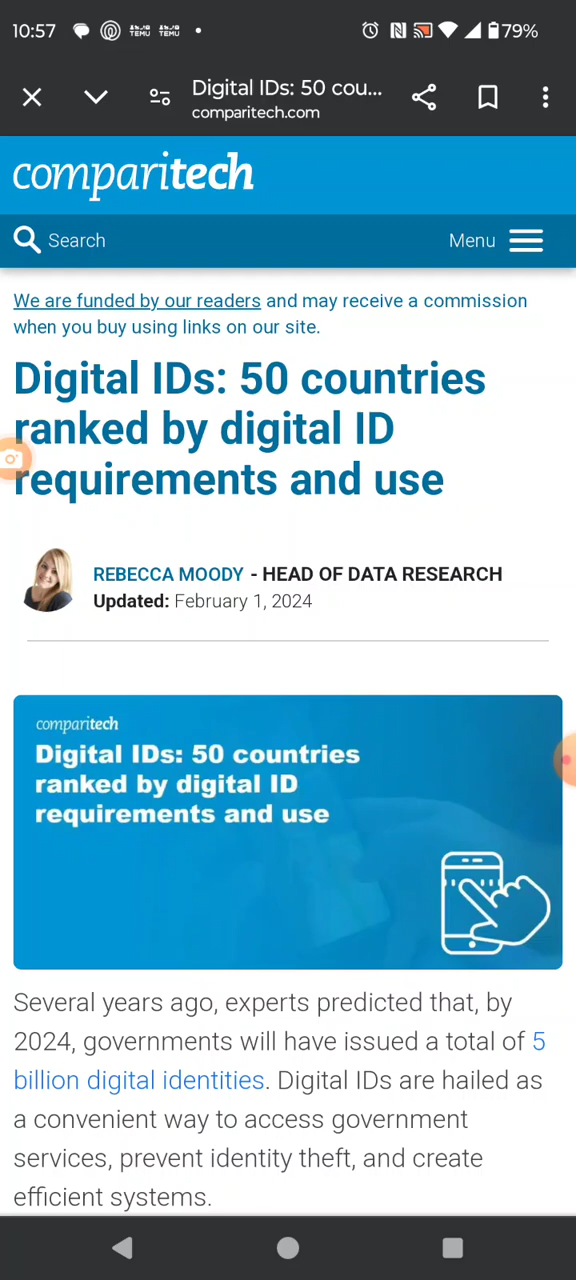 10:57
TEMU TEMU
79%
Digital IDs: 50 cou...
comparitech.com
comparitech
Search
Menu
We are funded by our readers and may receive a commission
when you buy using links on our site.
Digital IDs: 50 countries
ranked by digital ID
requirements and use
REBECCA MOODY - HEAD OF DATA RESEARCH
Updated: February 1, 2024
comparitech
Digital IDs: 50 countries
ranked by digital ID
requirements and use
Several years ago, experts predicted that, by
2024, governments will have issued a total of 5
billion digital identities. Digital IDs are hailed as
a convenient way to access government
services, prevent identity theft, and create
efficient systems.